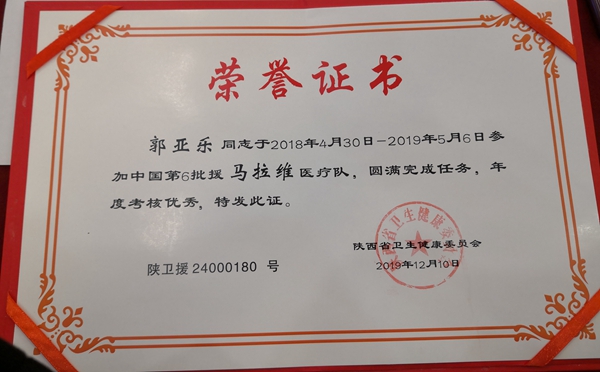 荣誉证书
郭亚乐 同志于2018年4月30日-2019年5月6日参
加中国第6批援 马拉维 医疗队，圆满完成任务，年
度考核优秀，特发此证。
陕西省卫生健康委员会
陕卫援 24000180 号
2019年12月10日